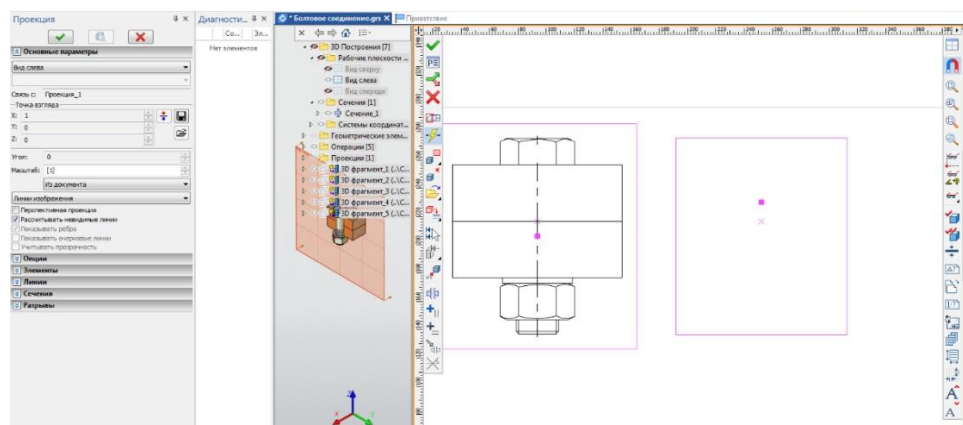 Проекция
Основные параметры
Вид слева
Связь с: Проекция_1
Точка взгляда
X: 1
Y: 0
Z: 0
Угол: 0
Масштаб: [1]
Из документа
Линии изображения
Перспективная проекция
Рассчитывать невидимые линии
Показывать рёбра
Показывать очерковые линии
Учитывать прозрачность
Опции
Элементы
Линии
Сечения
Разрывы
Диагности...
Со... Эл...
Нет элементов
* Болтовое соединение.grs
Приветствие
3D Построения [7]
Рабочие плоскости ...
Вид сверху
Вид слева
Вид спереди
Сечения [1]
Сечение_1
Системы координат...
Геометрические элем...
Операции [5]
Проекции [1]
3D фрагмент_1 (..\С...
3D фрагмент_2 (..\С...
3D фрагмент_3 (..\С...
3D фрагмент_4 (..\С...
3D фрагмент_5 (..\С...